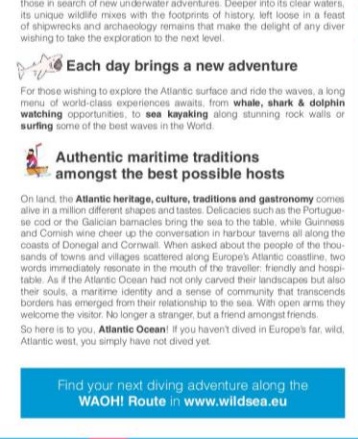 those in search of new underwater adventures. Deeper into its clear waters,
its unique wildlife mixes with the footprints of history, left loose in a feast
of shipwrecks and archaeology remains that make the delight of any diver
wishing to take the exploration to the next level.
Each day brings a new adventure
For those wishing to explore the Atlantic surface and ride the waves, a long
menu of world-class experiences awaits, from whale, shark & dolphin
watching opportunities, to sea kayaking along stunning rock walls or
surfing some of the best waves in the World.
Authentic maritime traditions
amongst the best possible hosts
On land, the Atlantic heritage, culture, traditions and gastronomy comes
alive in a million different shapes and tastes. Delicacies such as the Portugue-
se cod or the Galician barnacles bring the sea to the table, while Guinness
and Cornish wine cheer up the conversation in harbour taverns all along the
coasts of Donegal and Cornwall. When asked about the people of the thou-
sands of towns and villages scattered along Europe's Atlantic coastline, two
words immediately resonate in the mouth of the traveller: friendly and hospi-
table. As if the Atlantic Ocean had not only carved their landscapes but also
their souls, a maritime identity and a sense of community that transcends
borders has emerged from their relationship to the sea. With open arms they
welcome the visitor. No longer a stranger, but a friend amongst friends.
So here is to you, Atlantic Ocean! If you haven't dived in Europe's far, wild,
Atlantic west, you simply have not dived yet.
Find your next diving adventure along the
WAOH! Route in www.wildsea.eu